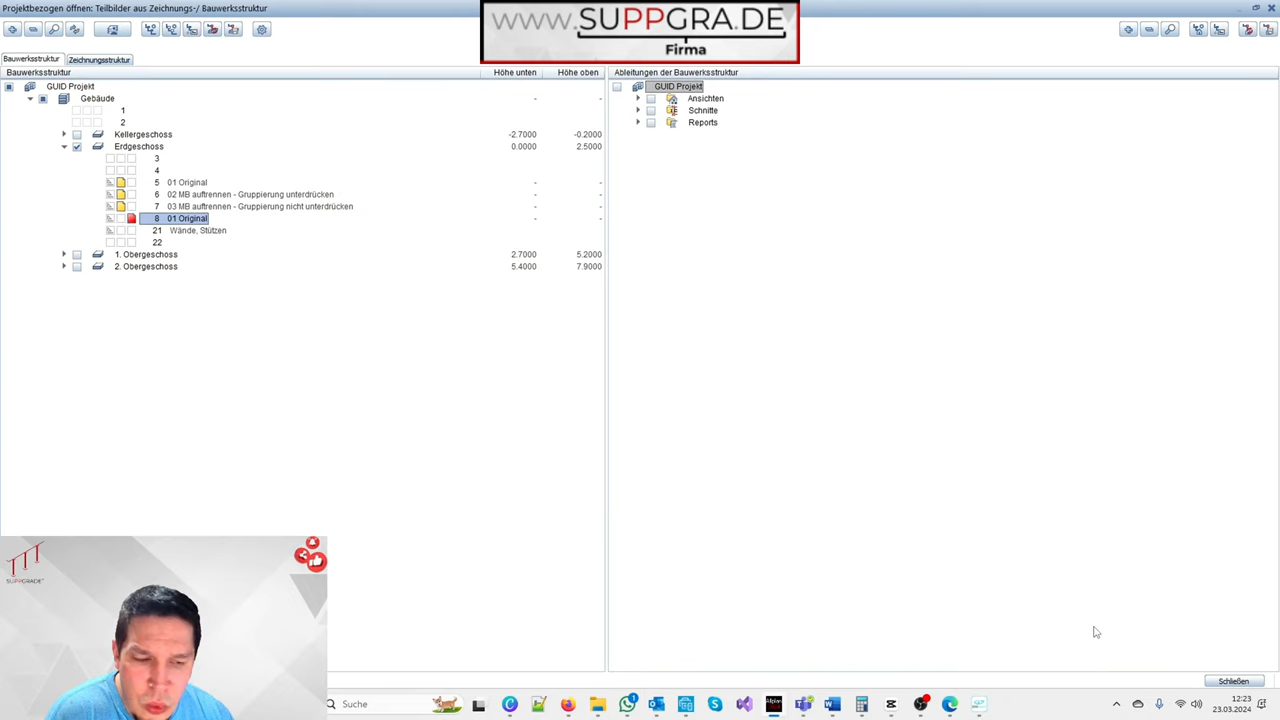 Projektbezogen öffnen: Teilbilder aus Zeichnungs-/ Bauwerksstruktur
www.SUPPGRA.DE
Firma
Bauwerksstruktur
Zeichnungsstruktur
Bauwerksstruktur Höhe unten Höhe oben
GUID Projekt
Gebäude - -
1
2
Kellergeschoss -2.7000 -0.2000
Erdgeschoss 0.0000 2.5000
3
4
5 01 Original - -
6 02 MB auftrennen - Gruppierung unterdrücken - -
7 03 MB auftrennen - Gruppierung nicht unterdrücken - -
8 01 Original - -
21 Wände, Stützen
22
1. Obergeschoss 2.7000 5.2000
2. Obergeschoss 5.4000 7.9000
Ableitungen der Bauwerksstruktur
GUID Projekt
Ansichten
Schnitte
Reports
SUPPGRADE
Schließen
Suche
Allplan
1
12:23
23.03.2024